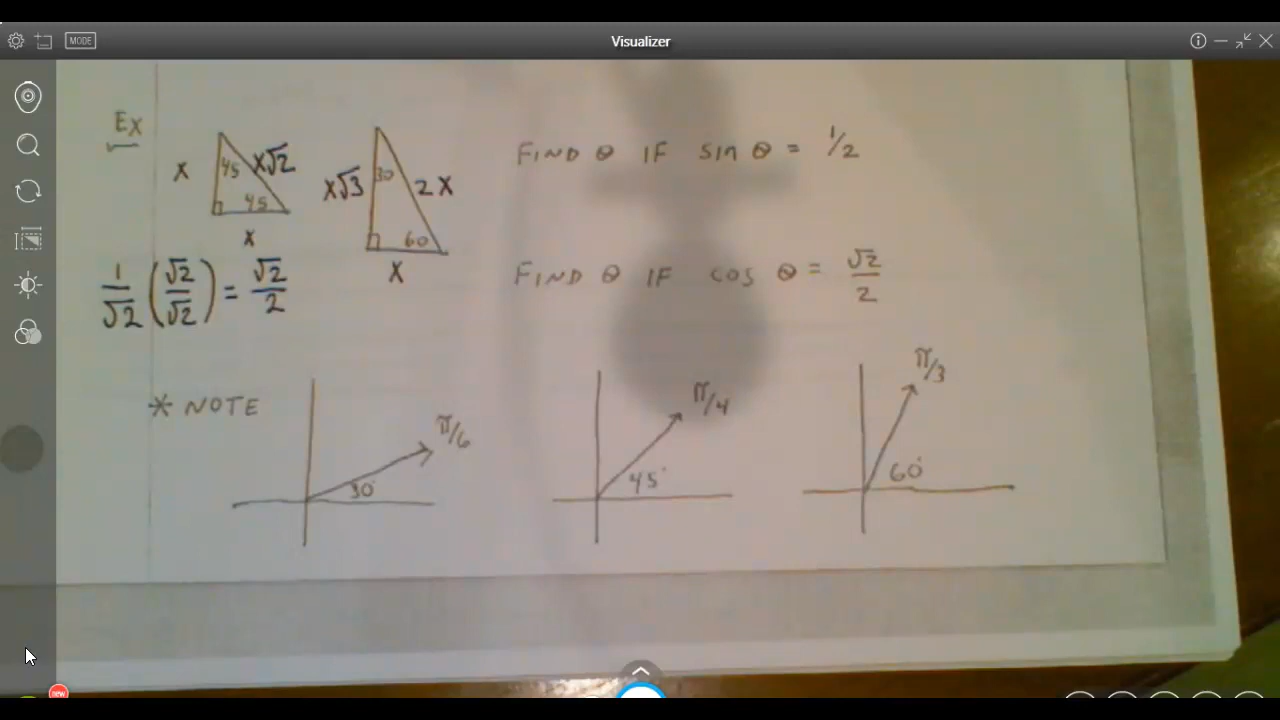 MODE
Visualizer
Ex
45
45
x
x√2
x
30
60
x√3
2x
x
FIND θ IF sin θ = 1/2
1/√2 (√2/√2) = √2/2
FIND θ IF cos θ = √2/2
* NOTE
30°
π/6
45°
π/4
60°
π/3
new